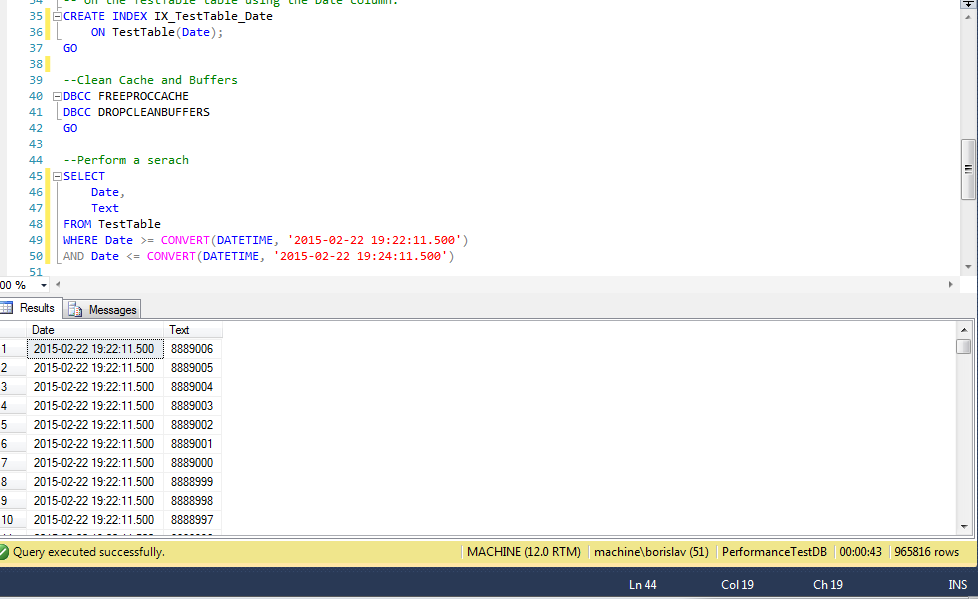 34 -- on the TestTable table using the Date column.
35 CREATE INDEX IX_TestTable_Date
36 ON TestTable(Date);
37 GO
38
39 --Clean Cache and Buffers
40 DBCC FREEPROCCACHE
41 DBCC DROPCLEANBUFFERS
42 GO
43
44 --Perform a serach
45 SELECT
46 Date,
47 Text
48 FROM TestTable
49 WHERE Date >= CONVERT(DATETIME, '2015-02-22 19:22:11.500')
50 AND Date <= CONVERT(DATETIME, '2015-02-22 19:24:11.500')
51
00 %
Results Messages
Date Text
1 2015-02-22 19:22:11.500 8889006
2 2015-02-22 19:22:11.500 8889005
3 2015-02-22 19:22:11.500 8889004
4 2015-02-22 19:22:11.500 8889003
5 2015-02-22 19:22:11.500 8889002
6 2015-02-22 19:22:11.500 8889001
7 2015-02-22 19:22:11.500 8889000
8 2015-02-22 19:22:11.500 8888999
9 2015-02-22 19:22:11.500 8888998
10 2015-02-22 19:22:11.500 8888997
Query executed successfully. MACHINE (12.0 RTM) machine\borislav (51) PerformanceTestDB 00:00:43 965816 rows
Ln 44 Col 19 Ch 19 INS